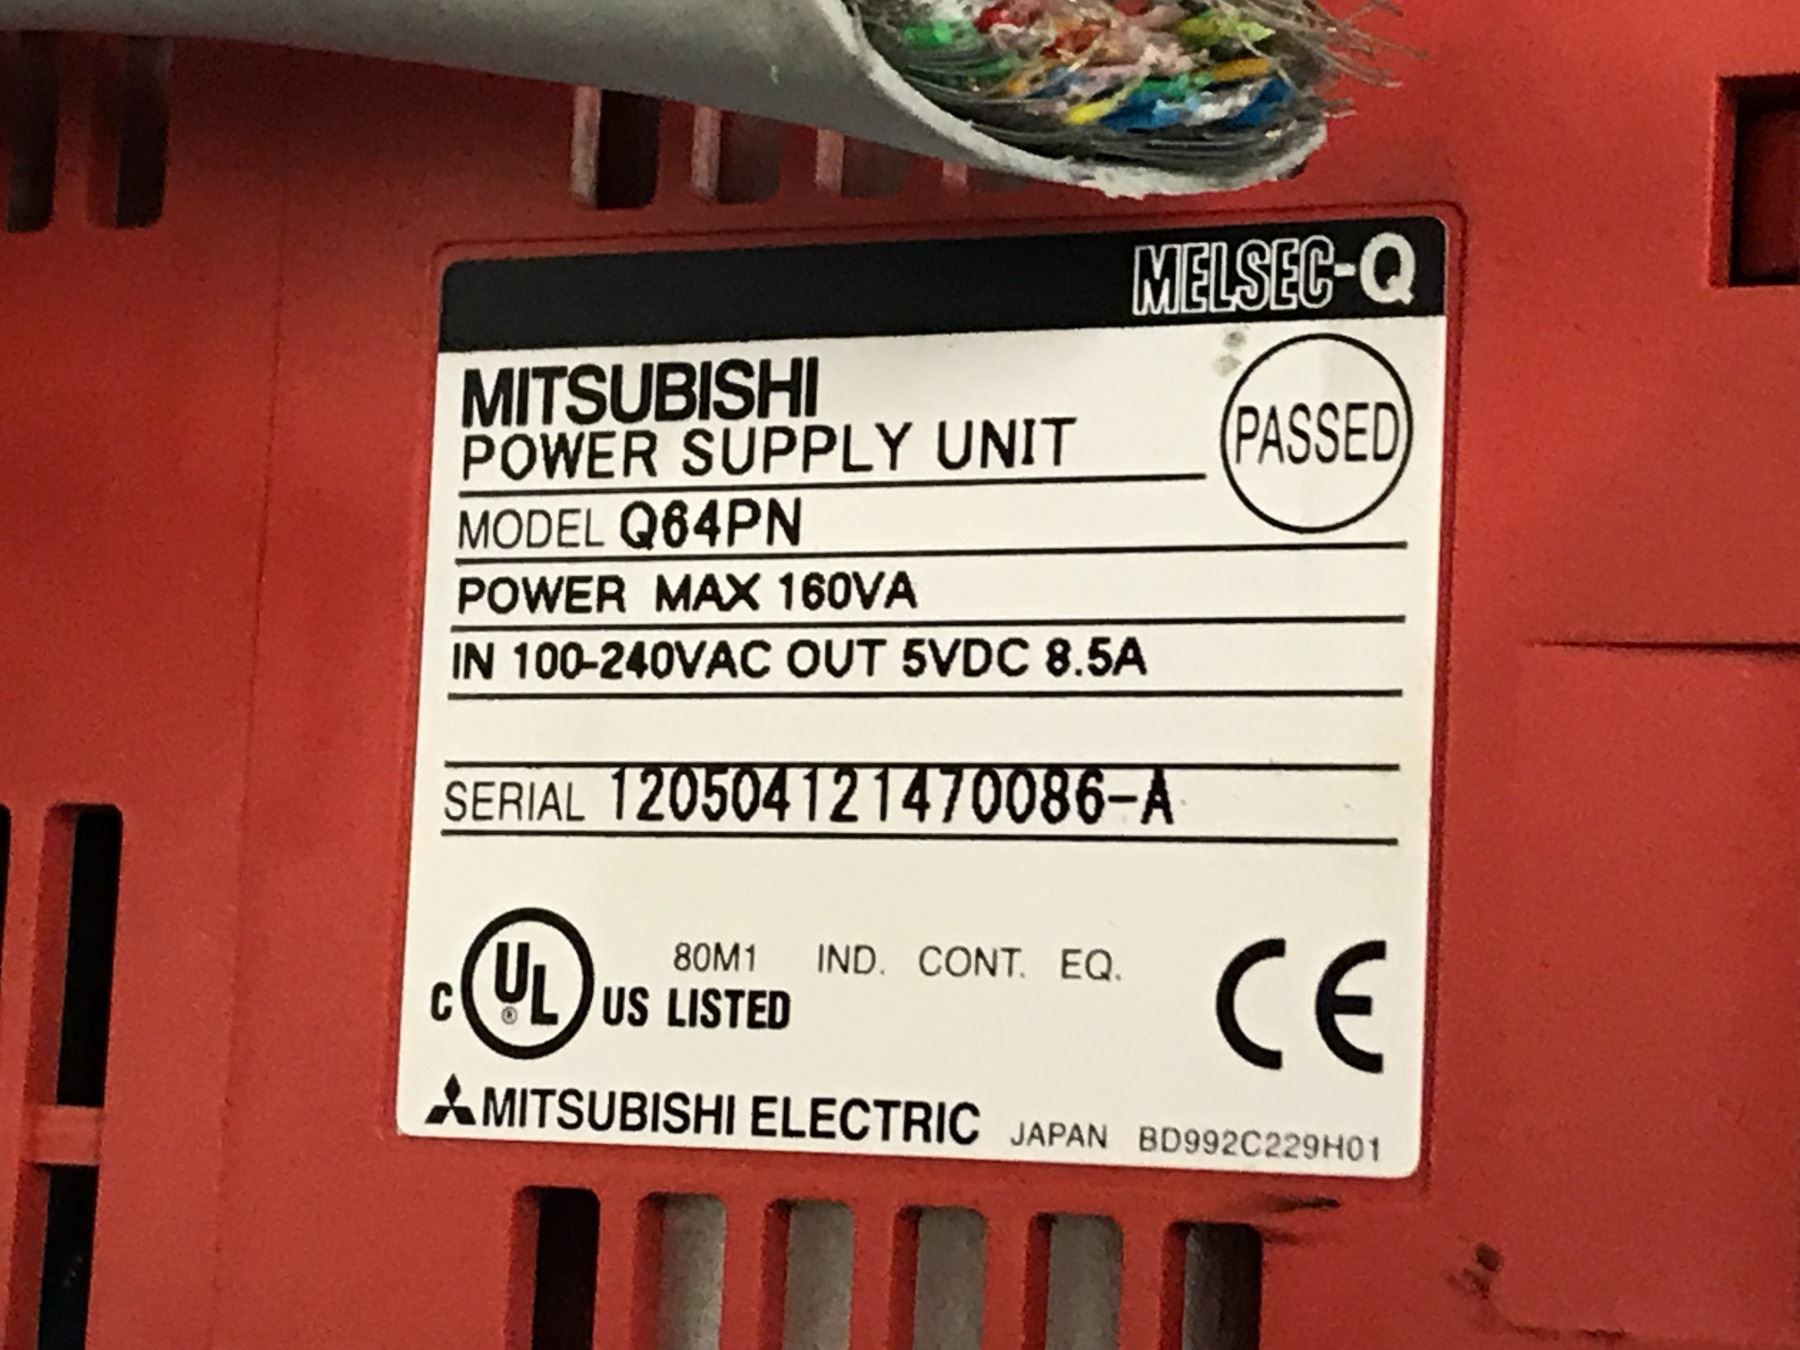 MELSEC-Q
MITSUBISHI
POWER SUPPLY UNIT
PASSED
MODEL Q64PN
POWER MAX 160VA
IN 100-240VAC OUT 5VDC 8.5A
SERIAL 120504121470086-A
C UL ® US LISTED
80M1 IND. CONT. EQ.
CE
MITSUBISHI ELECTRIC JAPAN BD992C229H01